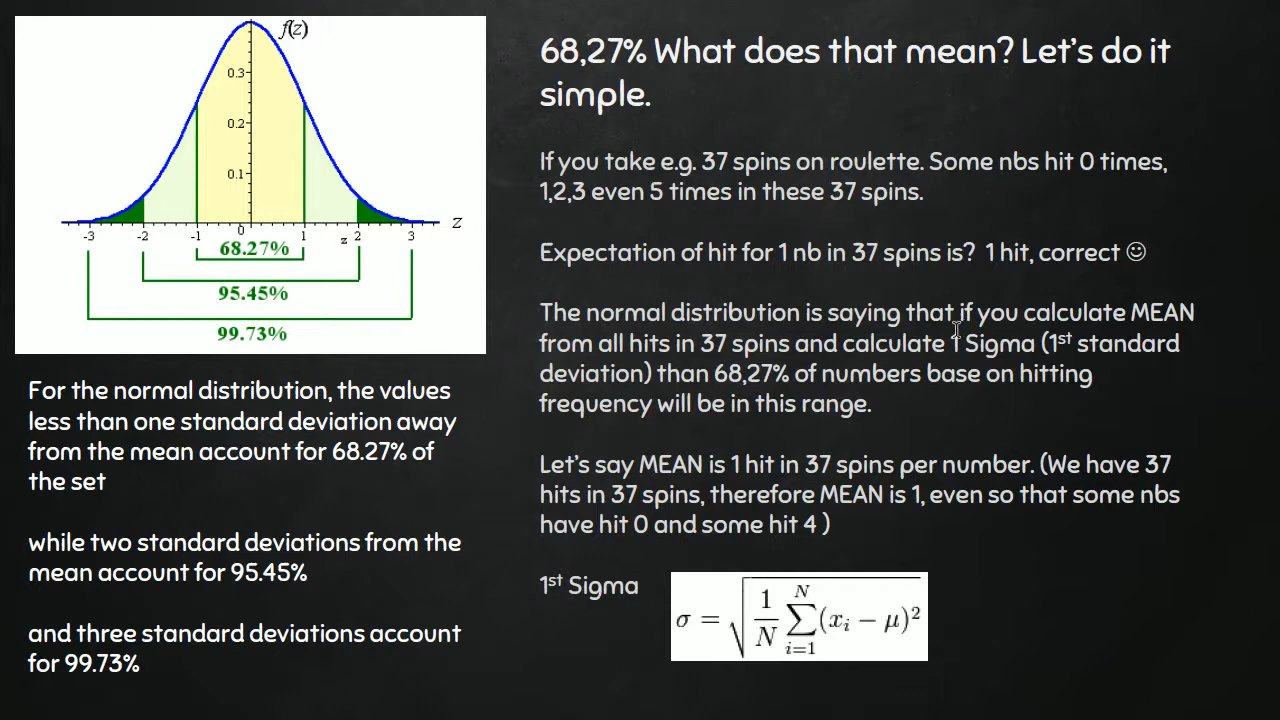 f(z)
0.3
0.2
0.1
0
-3 -2 -1 1 z 2 3 Z
68.27%
95.45%
99.73%
For the normal distribution, the values
less than one standard deviation away
from the mean account for 68.27% of
the set
while two standard deviations from the
mean account for 95.45%
and three standard deviations account
for 99.73%
68,27% What does that mean? Let's do it
simple.
If you take e.g. 37 spins on roulette. Some nbs hit 0 times,
1,2,3 even 5 times in these 37 spins.
Expectation of hit for 1 nb in 37 spins is? 1 hit, correct ☺
The normal distribution is saying that if you calculate MEAN
from all hits in 37 spins and calculate 1 Sigma (1st standard
deviation) than 68,27% of numbers base on hitting
frequency will be in this range.
Let's say MEAN is 1 hit in 37 spins per number. (We have 37
hits in 37 spins, therefore MEAN is 1, even so that some nbs
have hit 0 and some hit 4 )
1st Sigma
σ = √(1/N ∑_{i=1}^{N} (x_i − μ)²)